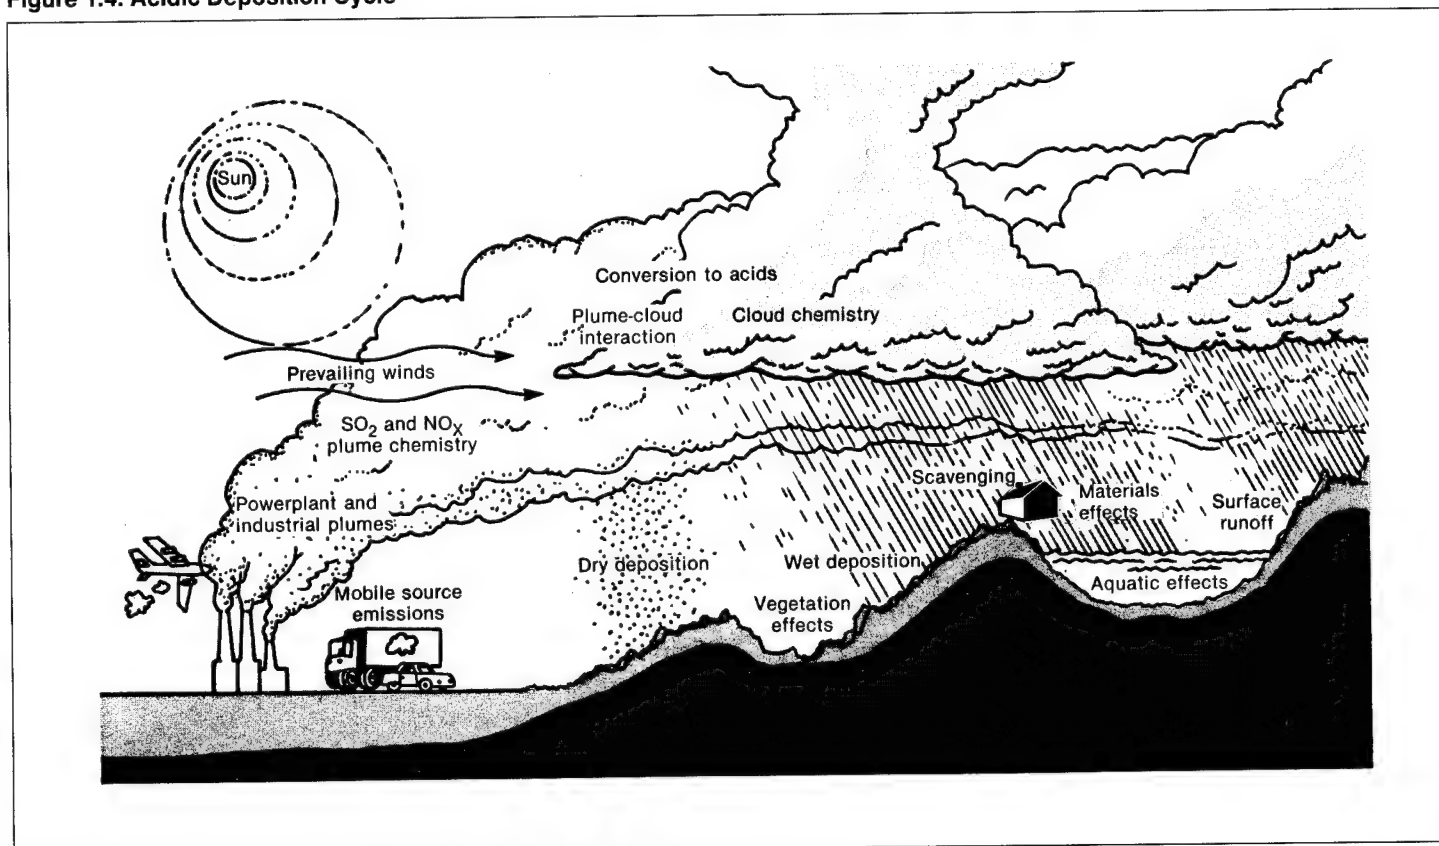 Figure 1.4: Acidic Deposition Cycle
Sun
Conversion to acids
Plume-cloud
interaction
Cloud chemistry
Prevailing winds
SO2 and NOX
plume chemistry
Powerplant and
industrial plumes
Scavenging
Materials
effects
Surface
runoff
Dry deposition
Wet deposition
Aquatic effects
Mobile source
emissions
Vegetation
effects